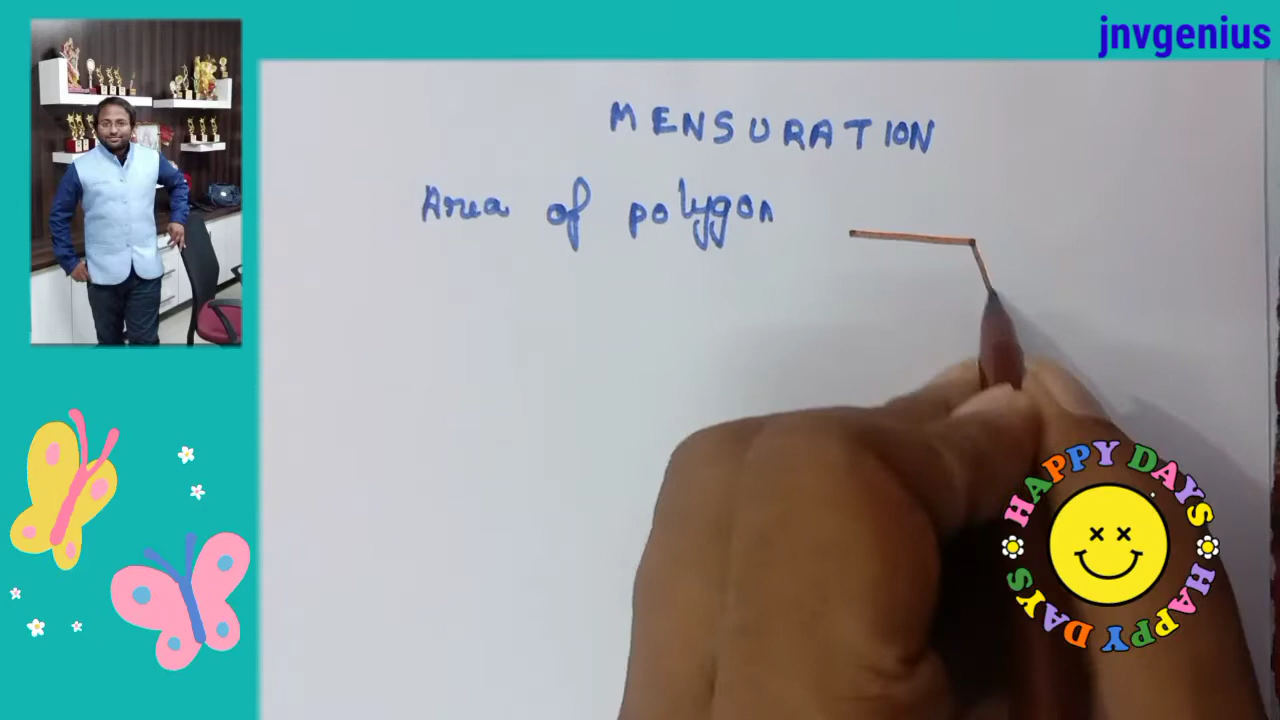 jnvgenius
MENSURATION
Area of polygon
HAPPY DAYS
HAPPY DAYS